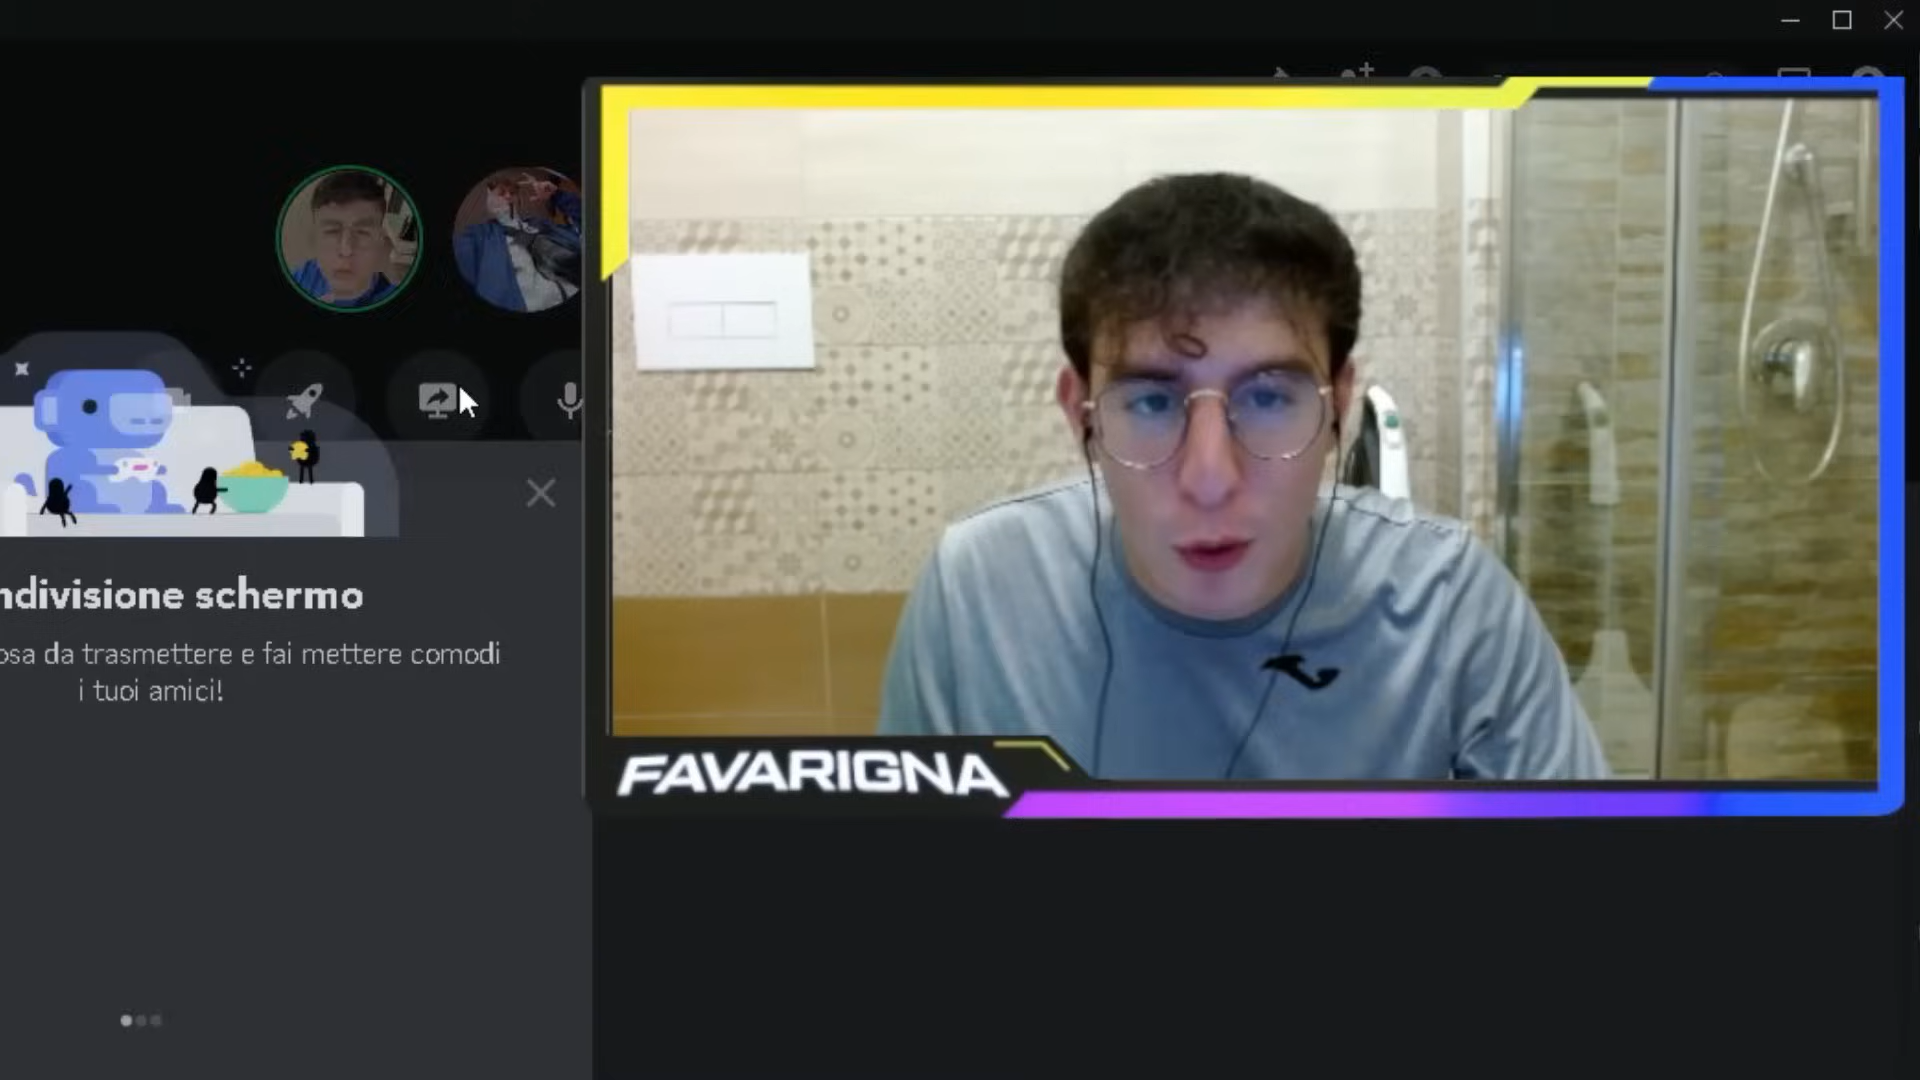 ndivisione schermo
osa da trasmettere e fai mettere comodi
i tuoi amici!
FAVARIGNA